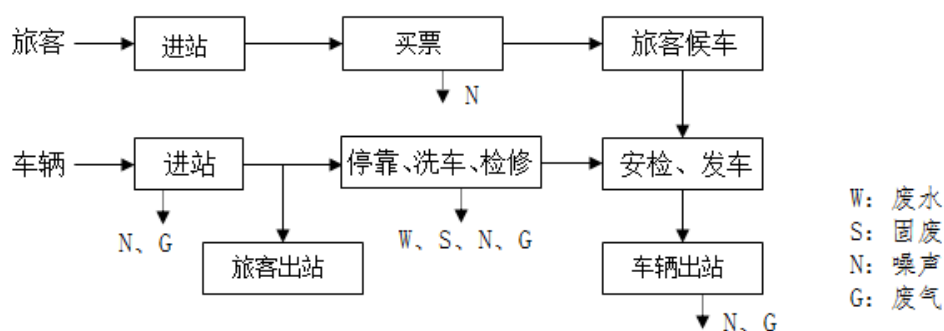 旅客
进站
买票
旅客候车
N
车辆
进站
停靠、洗车、检修
安检、发车
N、G
W、S、N、G
旅客出站
车辆出站
N、G
W：废水
S：固废
N：噪声
G：废气